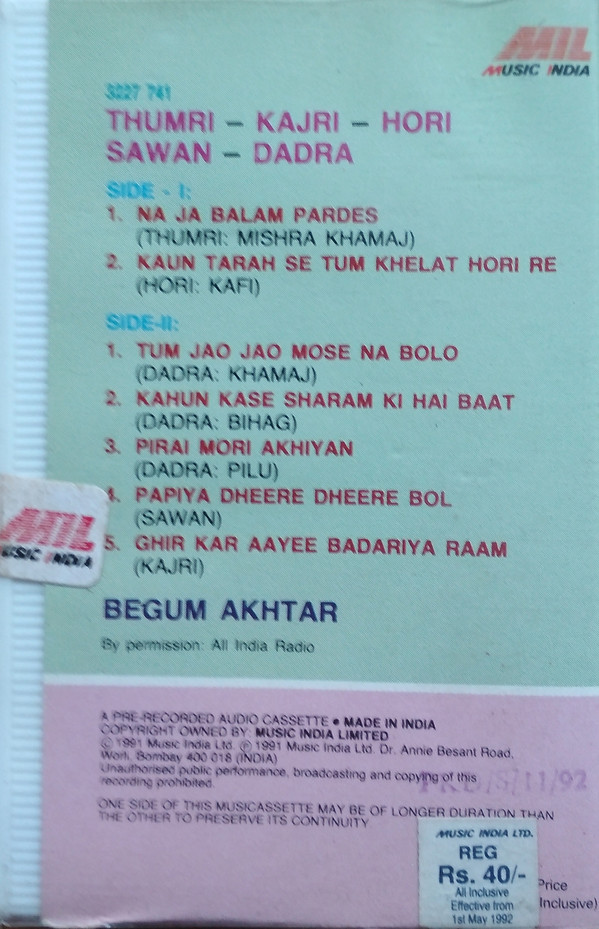 MIL
MUSIC INDIA
3227 741
THUMRI – KAJRI – HORI
SAWAN – DADRA
SIDE - I:
1. NA JA BALAM PARDES
(THUMRI: MISHRA KHAMAJ)
2. KAUN TARAH SE TUM KHELAT HORI RE
(HORI: KAFI)
SIDE-II:
1. TUM JAO JAO MOSE NA BOLO
(DADRA: KHAMAJ)
2. KAHUN KASE SHARAM KI HAI BAAT
(DADRA: BIHAG)
3. PIRAI MORI AKHIYAN
(DADRA: PILU)
4. PAPIYA DHEERE DHEERE BOL
(SAWAN)
5. GHIR KAR AAYEE BADARIYA RAAM
(KAJRI)
MIL
MUSIC INDIA
BEGUM AKHTAR
By permission: All India Radio
A PRE-RECORDED AUDIO CASSETTE ● MADE IN INDIA
COPYRIGHT OWNED BY: MUSIC INDIA LIMITED
© 1991 Music India Ltd. ℗ 1991 Music India Ltd. Dr. Annie Besant Road,
Worli, Bombay 400 018 (INDIA)
Unauthorised public performance, broadcasting and copying of this
recording prohibited.
/11/92
ONE SIDE OF THIS MUSICASSETTE MAY BE OF LONGER DURATION THAN
THE OTHER TO PRESERVE ITS CONTINUITY
MUSIC INDIA LTD.
REG
Rs. 40/-
All Inclusive
Effective from
1st May 1992
Price
Inclusive)